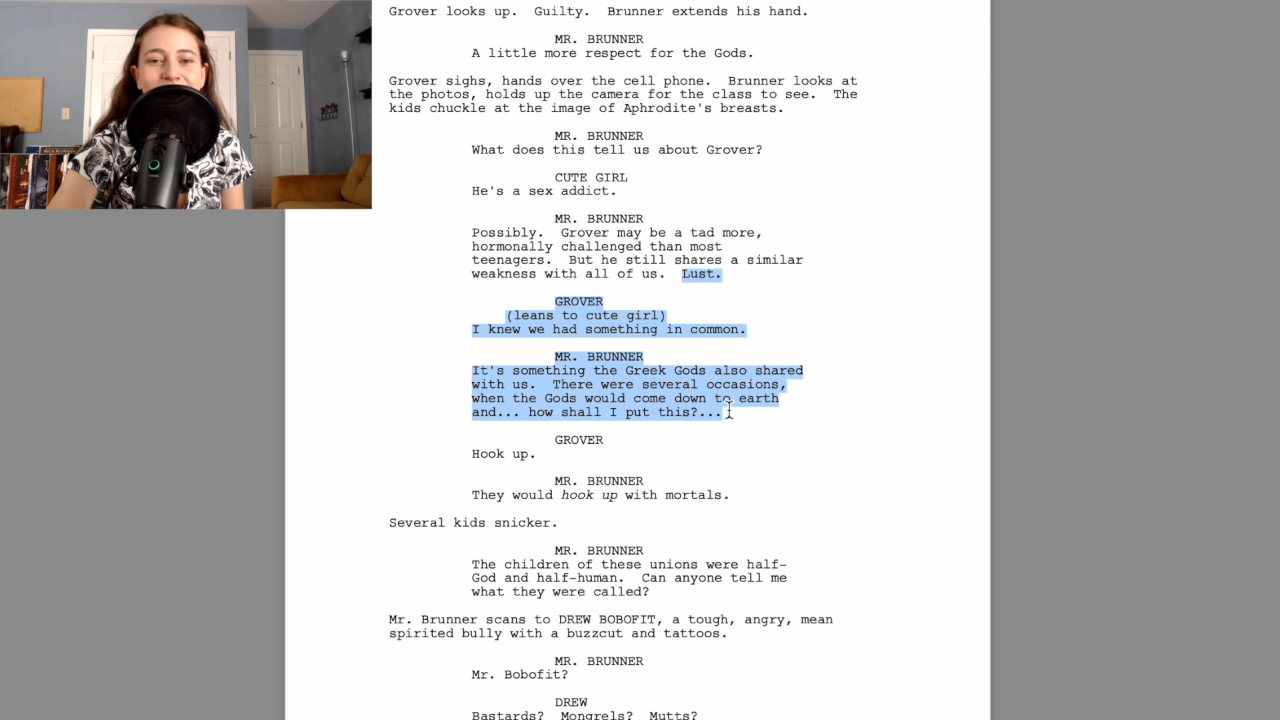 Grover looks up.  Guilty.  Brunner extends his hand.
MR. BRUNNER
A little more respect for the Gods.
Grover sighs, hands over the cell phone.  Brunner looks at
the photos, holds up the camera for the class to see.  The
kids chuckle at the image of Aphrodite's breasts.
MR. BRUNNER
What does this tell us about Grover?
CUTE GIRL
He's a sex addict.
MR. BRUNNER
Possibly.  Grover may be a tad more,
hormonally challenged than most
teenagers.  But he still shares a similar
weakness with all of us.  Lust.
GROVER
(leans to cute girl)
I knew we had something in common.
MR. BRUNNER
It's something the Greek Gods also shared
with us.  There were several occasions,
when the Gods would come down to earth
and... how shall I put this?...
GROVER
Hook up.
MR. BRUNNER
They would hook up with mortals.
Several kids snicker.
MR. BRUNNER
The children of these unions were half-
God and half-human.  Can anyone tell me
what they were called?
Mr. Brunner scans to DREW BOBOFIT, a tough, angry, mean
spirited bully with a buzzcut and tattoos.
MR. BRUNNER
Mr. Bobofit?
DREW
Bastards?  Mongrels?  Mutts?